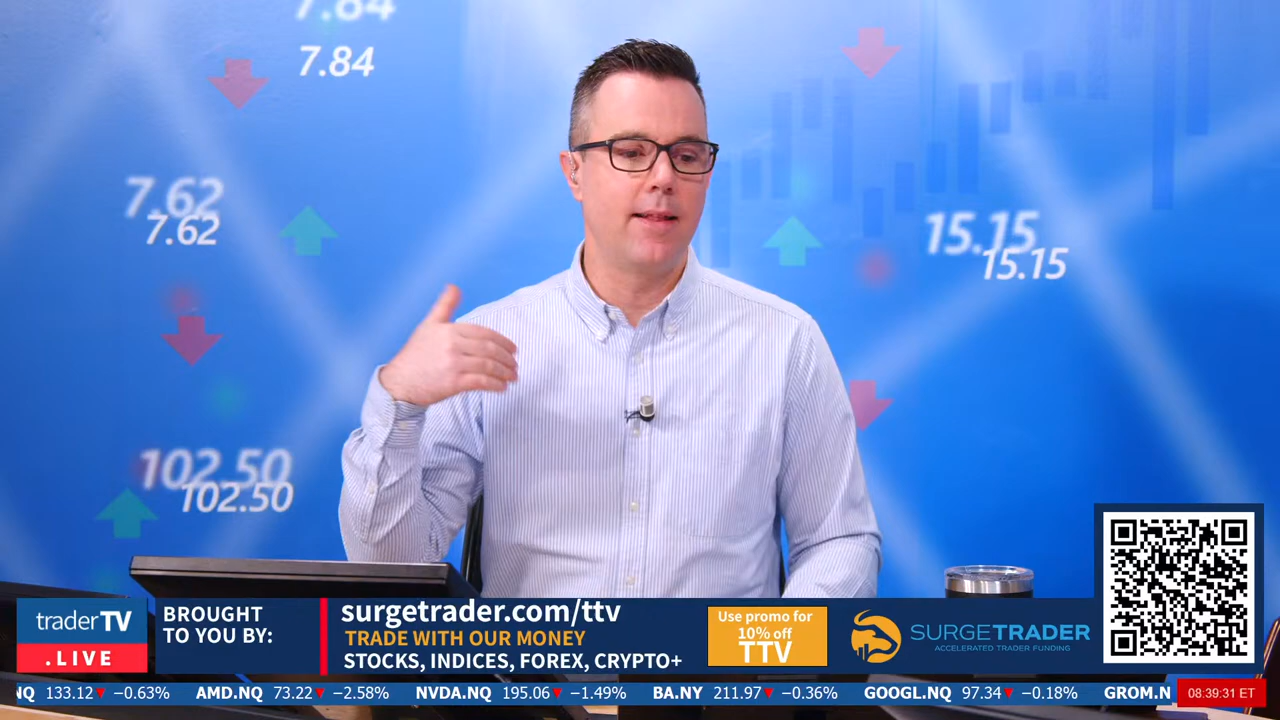 7.84
7.84
7.62
7.62
15.15
15.15
102.50
102.50
traderTV
.LIVE
BROUGHT
TO YOU BY:
surgetrader.com/ttv
TRADE WITH OUR MONEY
STOCKS, INDICES, FOREX, CRYPTO+
Use promo for
10% off
TTV
SURGETRADER
ACCELERATED TRADER FUNDING
NQ 133.12▼ −0.63% AMD.NQ 73.22▼ −2.58% NVDA.NQ 195.06▼ −1.49% BA.NY 211.97▼ −0.36% GOOGL.NQ 97.34▼ −0.18% GROM.N
08:39:31 ET